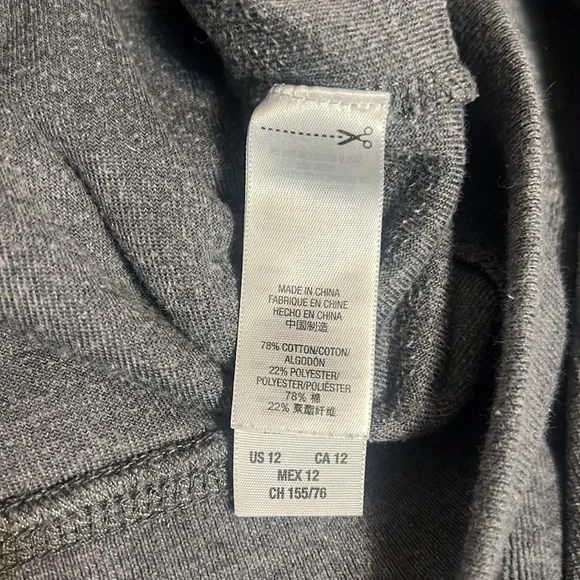 MADE IN CHINA
FABRIQUE EN CHINE
HECHO EN CHINA
中国制造
78% COTTON/COTON/
ALGODÓN
22% POLYESTER/
POLYESTER/POLIÉSTER
78% 棉
22% 聚酯纤维
US 12 CA 12
MEX 12
CH 155/76